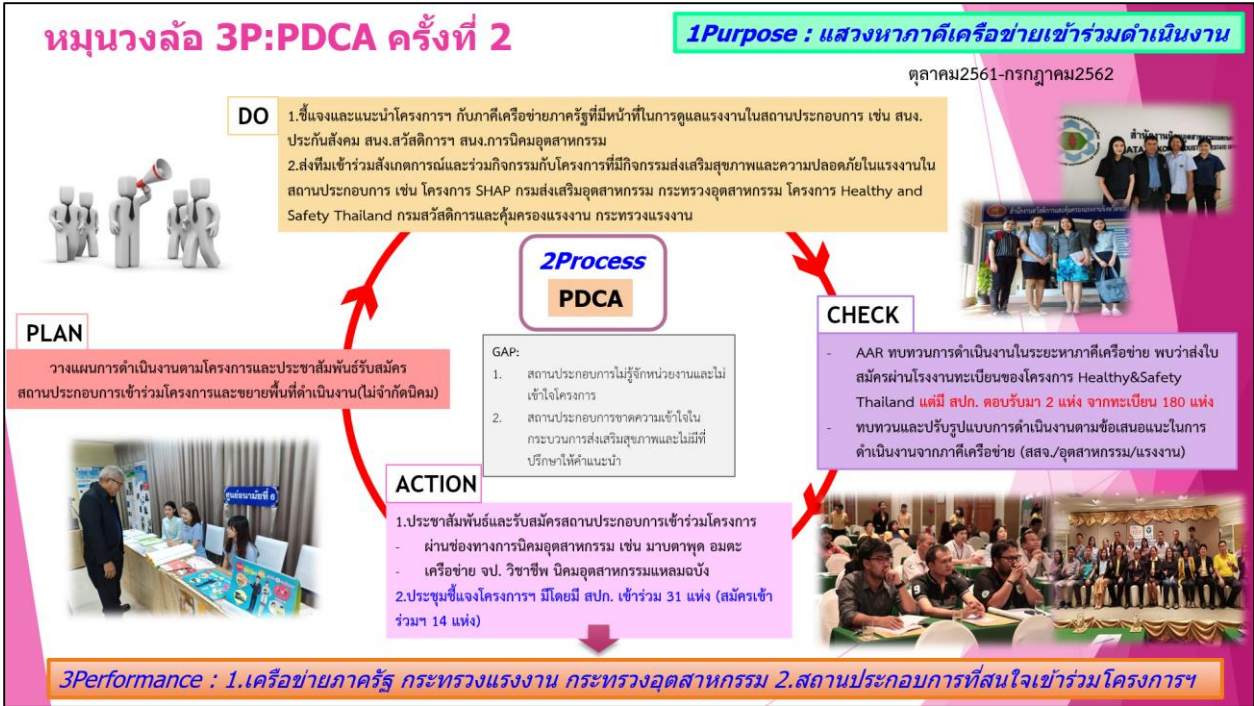 หมุนวงล้อ 3P:PDCA ครั้งที่ 2
1Purpose : แสวงหาภาคีเครือข่ายเข้าร่วมดำเนินงาน
ตุลาคม2561-กรกฎาคม2562
DO
1.ชี้แจงและแนะนำโครงการฯ กับภาคีเครือข่ายภาครัฐที่มีหน้าที่ในการดูแลแรงงานในสถานประกอบการ เช่น สนง.
ประกันสังคม สนง.สวัสดิการฯ สนง.การนิคมอุตสาหกรรม
2.ส่งทีมเข้าร่วมสังเกตการณ์และร่วมกิจกรรมกับโครงการที่มีกิจกรรมส่งเสริมสุขภาพและความปลอดภัยในแรงงานใน
สถานประกอบการ เช่น โครงการ SHAP กรมส่งเสริมอุตสาหกรรม กระทรวงอุตสาหกรรม โครงการ Healthy and
Safety Thailand กรมสวัสดิการและคุ้มครองแรงงาน กระทรวงแรงงาน
2Process
PDCA
PLAN
วางแผนการดำเนินงานตามโครงการและประชาสัมพันธ์รับสมัคร
สถานประกอบการเข้าร่วมโครงการและขยายพื้นที่ดำเนินงาน(ไม่จำกัดนิคม)
GAP:
1. สถานประกอบการไม่รู้จักหน่วยงานและไม่
เข้าใจโครงการ
2. สถานประกอบการขาดความเข้าใจใน
กระบวนการส่งเสริมสุขภาพและไม่มีที่
ปรึกษาให้คำแนะนำ
CHECK
- AAR ทบทวนการดำเนินงานในระยะหาภาคีเครือข่าย พบว่าส่งใบ
สมัครผ่านโรงงานทะเบียนของโครงการ Healthy&Safety
Thailand แต่มี สปก. ตอบรับมา 2 แห่ง จากทะเบียน 180 แห่ง
- ทบทวนและปรับรูปแบบการดำเนินงานตามข้อเสนอแนะในการ
ดำเนินงานจากภาคีเครือข่าย (สสจ./อุตสาหกรรม/แรงงาน)
ACTION
1.ประชาสัมพันธ์และรับสมัครสถานประกอบการเข้าร่วมโครงการ
- ผ่านช่องทางการนิคมอุตสาหกรรม เช่น มาบตาพุด อมตะ
- เครือข่าย จป. วิชาชีพ นิคมอุตสาหกรรมแหลมฉบัง
2.ประชุมชี้แจงโครงการฯ มีโดยมี สปก. เข้าร่วม 31 แห่ง (สมัครเข้า
ร่วมฯ 14 แห่ง)
ศูนย์อนามัยที่ 6
3Performance : 1.เครือข่ายภาครัฐ กระทรวงแรงงาน กระทรวงอุตสาหกรรม 2.สถานประกอบการที่สนใจเข้าร่วมโครงการฯ